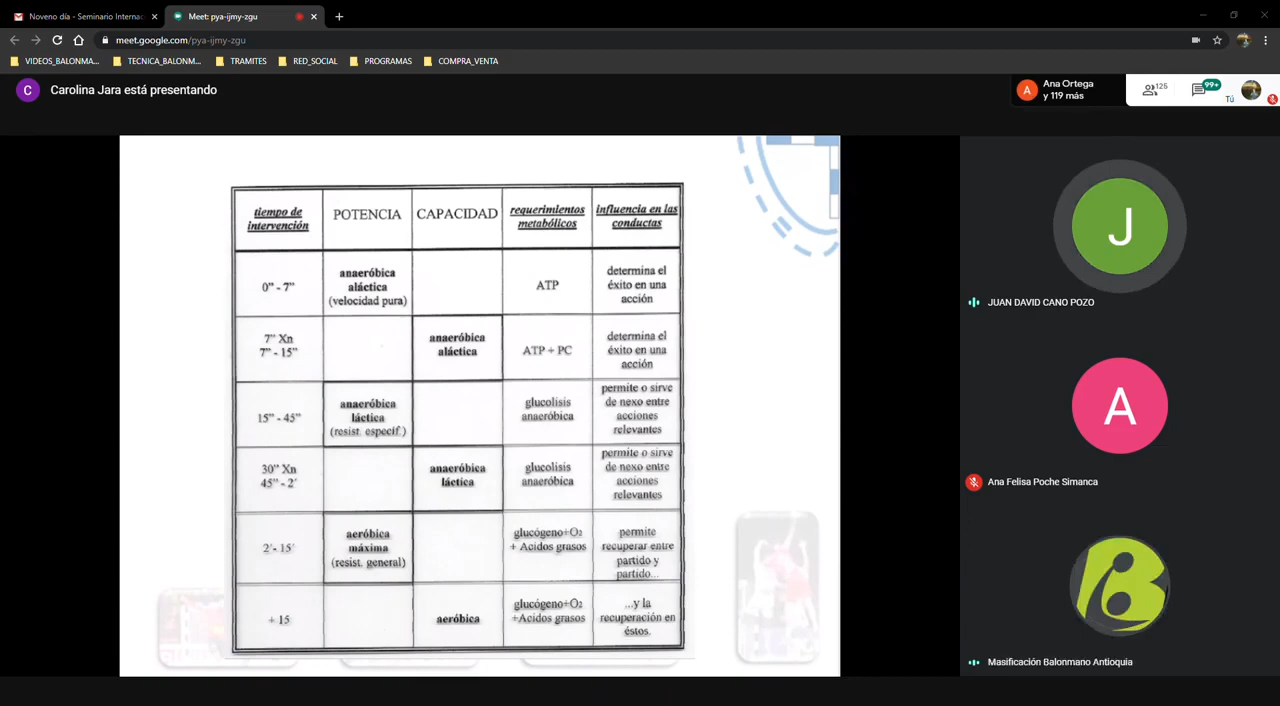 Noveno día - Seminario Internac
Meet: pya-ijmy-zgu
meet.google.com/pya-ijmy-zgu
VIDEOS_BALONMA...
TECNICA_BALONM...
TRAMITES
RED_SOCIAL
PROGRAMAS
COMPRA_VENTA
C
Carolina Jara está presentando
A
Ana Ortega
y 119 más
125
99+
Tú
tiempo de
intervención
POTENCIA
CAPACIDAD
requerimientos
metabólicos
influencia en las
conductas
0" - 7"
anaeróbica
aláctica
(velocidad pura)
ATP
determina el
éxito en una
acción
7" Xn
7" - 15"
anaeróbica
aláctica
ATP + PC
determina el
éxito en una
acción
15" - 45"
anaeróbica
láctica
(resist. específ.)
glucolisis
anaeróbica
permite o sirve
de nexo entre
acciones
relevantes
30" Xn
45" - 2'
anaeróbica
láctica
glucolisis
anaeróbica
permite o sirve
de nexo entre
acciones
relevantes
2'- 15'
aeróbica
máxima
(resist. general)
glucógeno+O₂
+ Acidos grasos
permite
recuperar entre
partido y
partido...
+ 15
aeróbica
glucógeno+O₂
+Acidos grasos
...y la
recuperación en
éstos.
J
JUAN DAVID CANO POZO
A
Ana Felisa Poche Simanca
Masificación Balonmano Antioquia